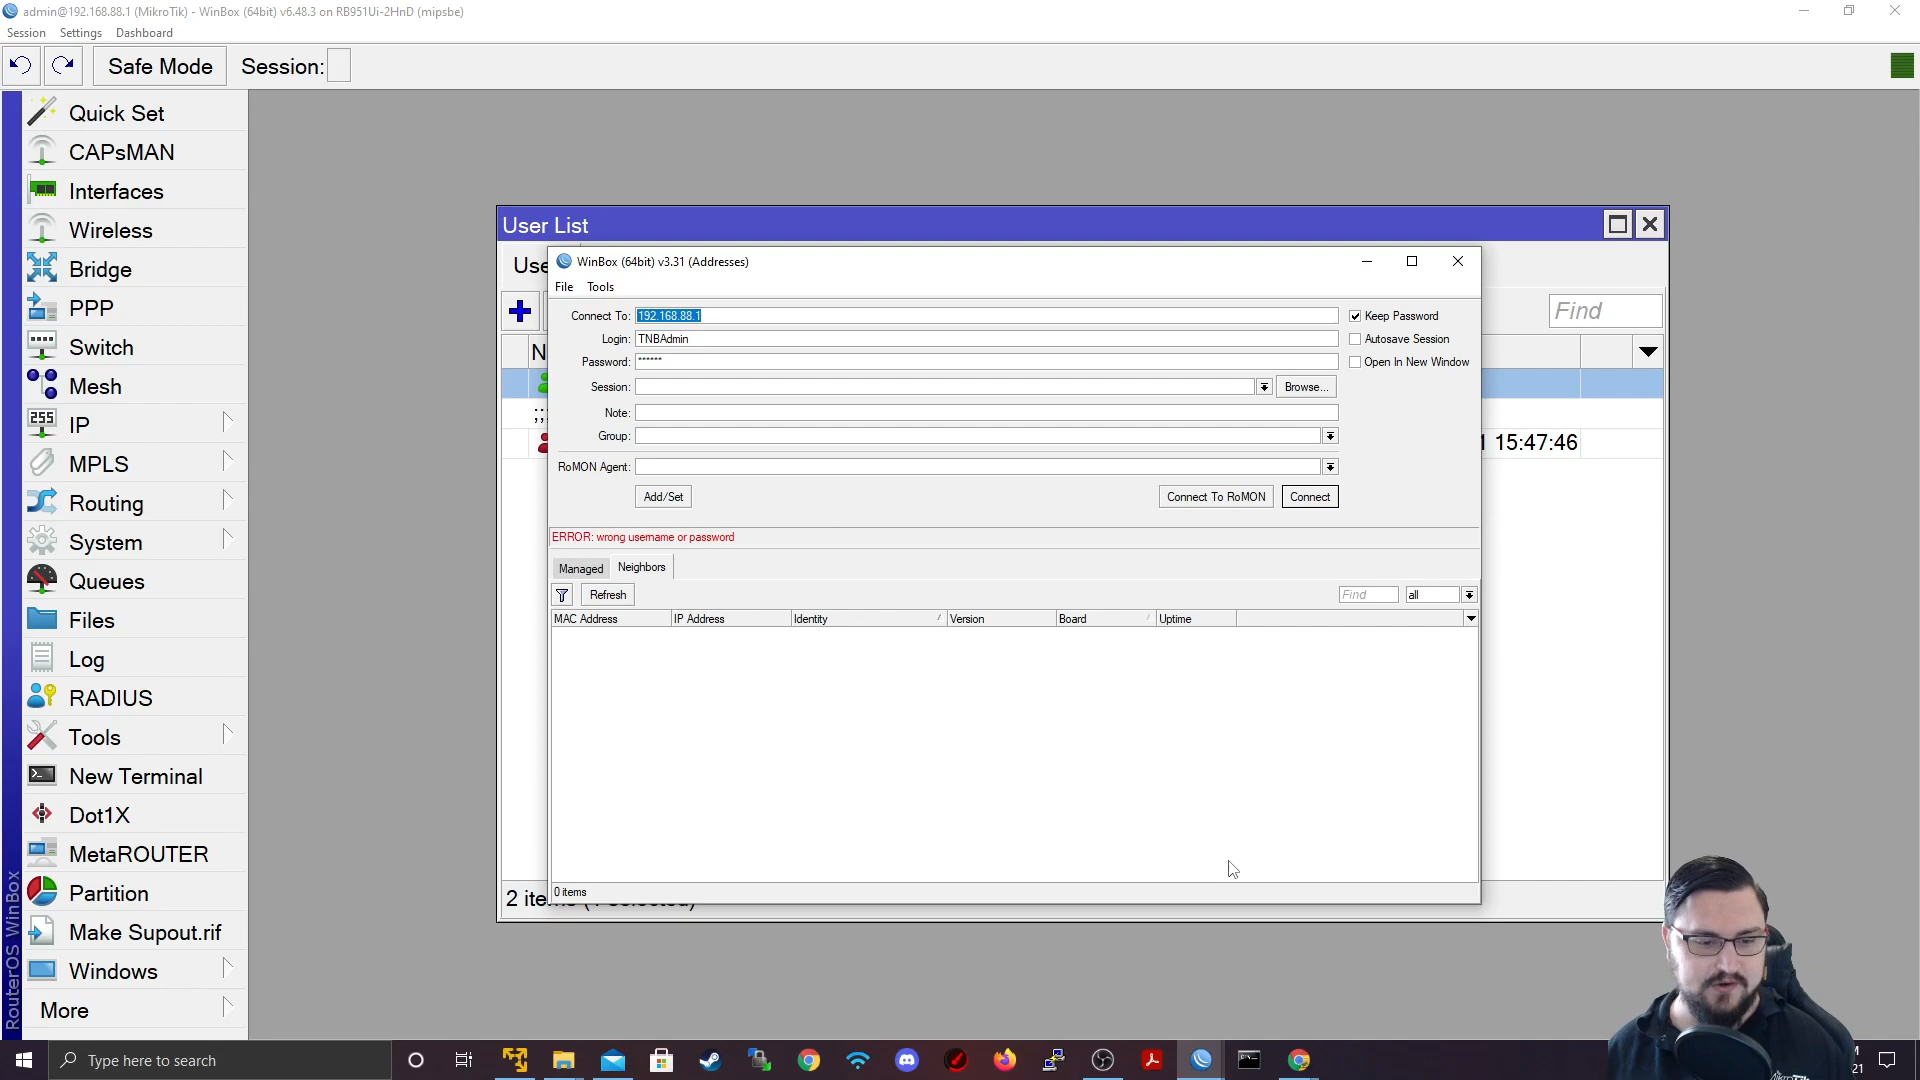 admin@192.168.88.1 (MikroTik) - WinBox (64bit) v6.48.3 on RB951Ui-2HnD (mipsbe)
Session Settings Dashboard
Safe Mode Session:
Quick Set
CAPsMAN
Interfaces
Wireless
Bridge
PPP
Switch
Mesh
IP
MPLS
Routing
System
Queues
Files
Log
RADIUS
Tools
New Terminal
Dot1X
MetaROUTER
Partition
Make Supout.rif
Windows
More
RouterOS WinBox
User List
Find
15:47:46
WinBox (64bit) v3.31 (Addresses)
File Tools
Connect To: 192.168.88.1 Keep Password
Login: TNBAdmin Autosave Session
Password: ****** Open In New Window
Session: Browse...
Note:
Group:
RoMON Agent:
Add/Set Connect To RoMON Connect
ERROR: wrong username or password
Managed Neighbors
Refresh Find all
MAC Address IP Address Identity Version Board Uptime
0 items
Type here to search